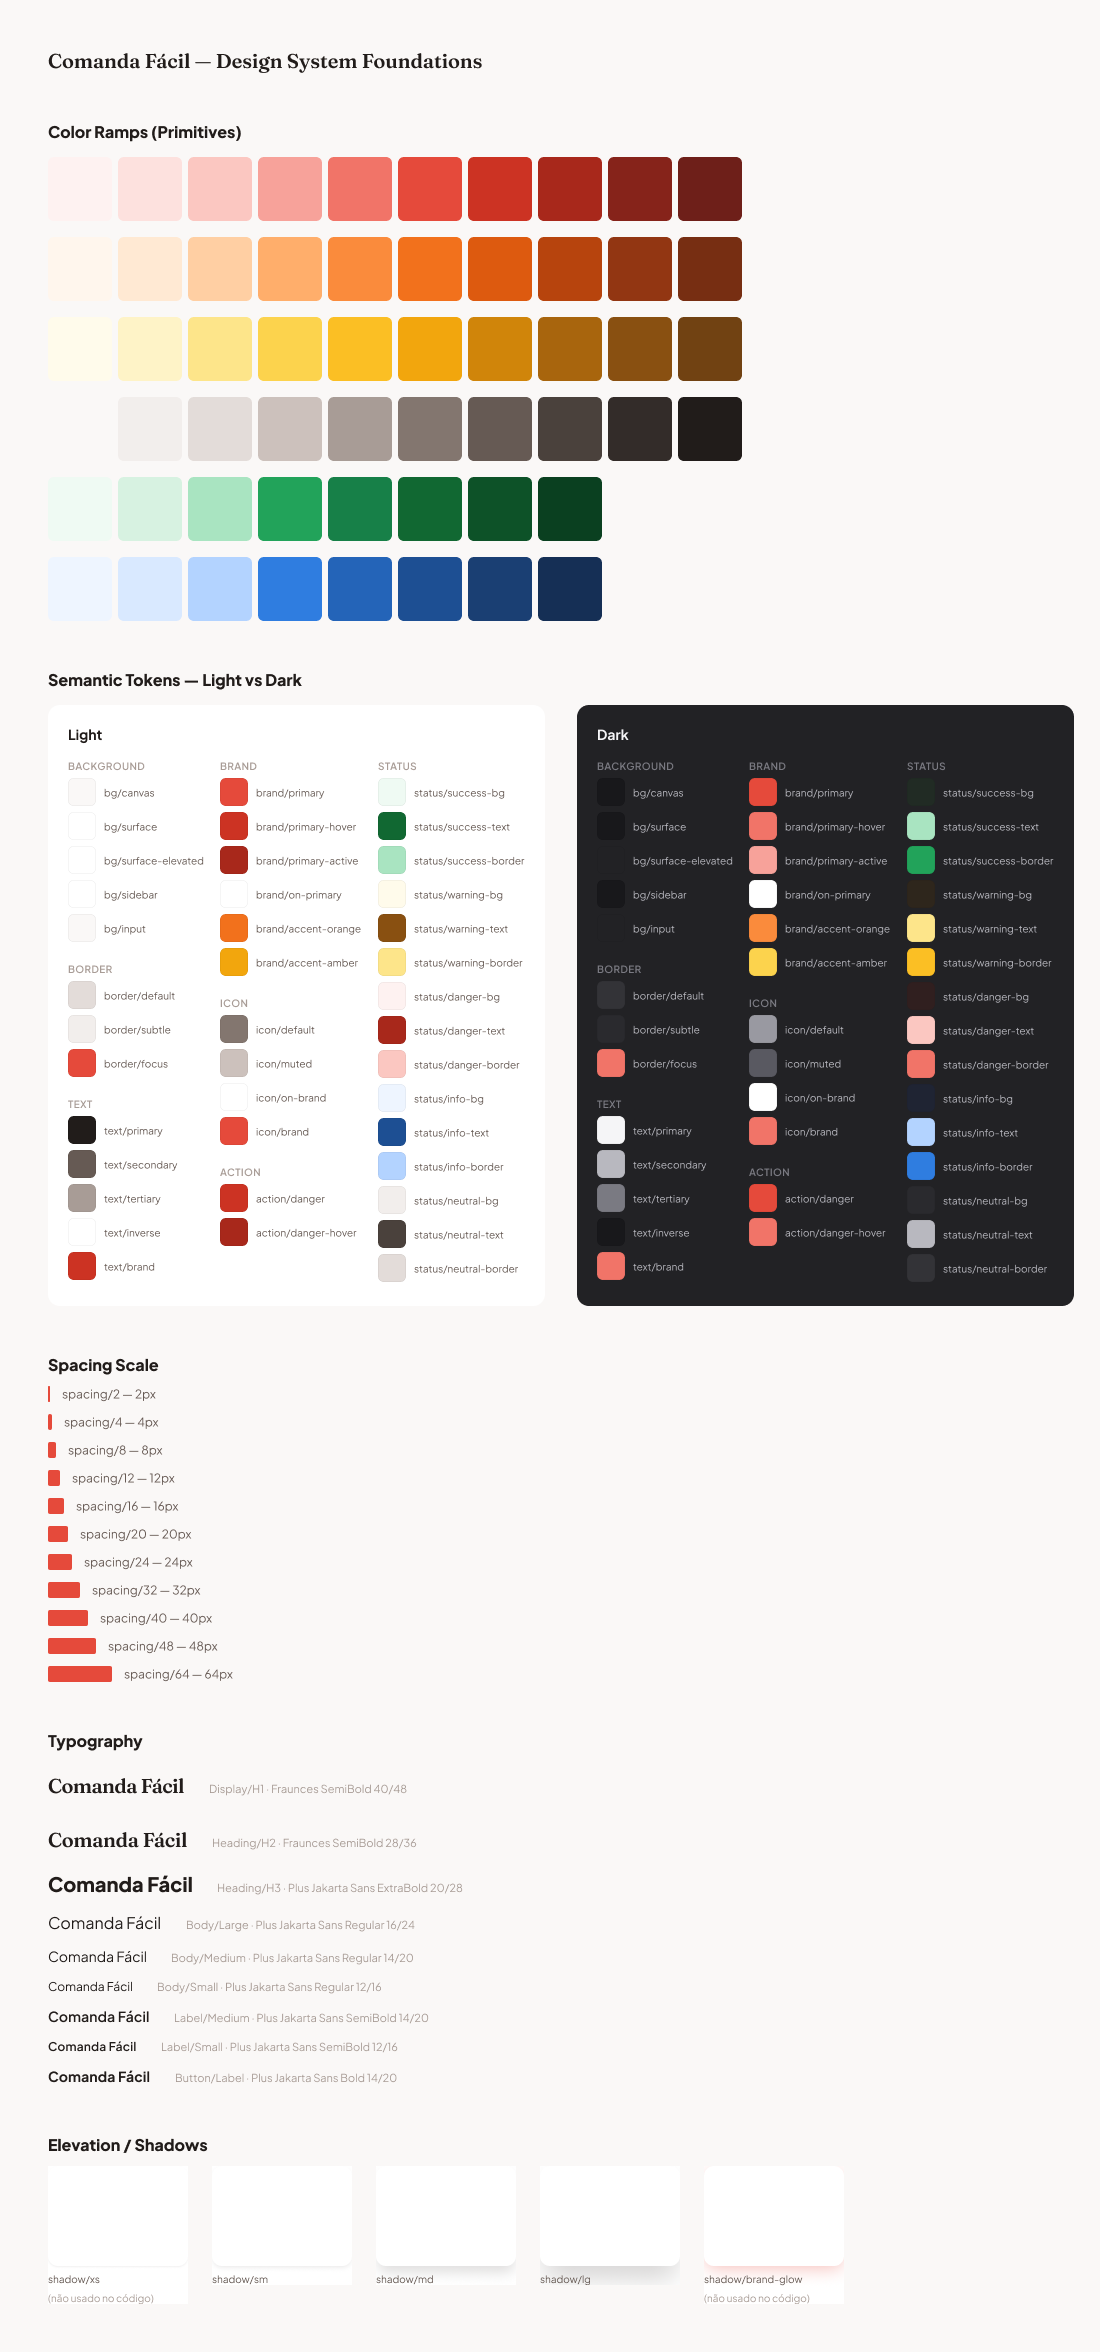 Comanda Fácil — Design System Foundations
Color Ramps (Primitives)
Semantic Tokens — Light vs Dark
Light
BACKGROUND
bg/canvas
bg/surface
bg/surface-elevated
bg/sidebar
bg/input
BORDER
border/default
border/subtle
border/focus
TEXT
text/primary
text/secondary
text/tertiary
text/inverse
text/brand
BRAND
brand/primary
brand/primary-hover
brand/primary-active
brand/on-primary
brand/accent-orange
brand/accent-amber
ICON
icon/default
icon/muted
icon/on-brand
icon/brand
ACTION
action/danger
action/danger-hover
STATUS
status/success-bg
status/success-text
status/success-border
status/warning-bg
status/warning-text
status/warning-border
status/danger-bg
status/danger-text
status/danger-border
status/info-bg
status/info-text
status/info-border
status/neutral-bg
status/neutral-text
status/neutral-border
Dark
BACKGROUND
bg/canvas
bg/surface
bg/surface-elevated
bg/sidebar
bg/input
BORDER
border/default
border/subtle
border/focus
TEXT
text/primary
text/secondary
text/tertiary
text/inverse
text/brand
BRAND
brand/primary
brand/primary-hover
brand/primary-active
brand/on-primary
brand/accent-orange
brand/accent-amber
ICON
icon/default
icon/muted
icon/on-brand
icon/brand
ACTION
action/danger
action/danger-hover
STATUS
status/success-bg
status/success-text
status/success-border
status/warning-bg
status/warning-text
status/warning-border
status/danger-bg
status/danger-text
status/danger-border
status/info-bg
status/info-text
status/info-border
status/neutral-bg
status/neutral-text
status/neutral-border
Spacing Scale
spacing/2 — 2px
spacing/4 — 4px
spacing/8 — 8px
spacing/12 — 12px
spacing/16 — 16px
spacing/20 — 20px
spacing/24 — 24px
spacing/32 — 32px
spacing/40 — 40px
spacing/48 — 48px
spacing/64 — 64px
Typography
Comanda Fácil Display/H1 · Fraunces SemiBold 40/48
Comanda Fácil Heading/H2 · Fraunces SemiBold 28/36
Comanda Fácil Heading/H3 · Plus Jakarta Sans ExtraBold 20/28
Comanda Fácil Body/Large · Plus Jakarta Sans Regular 16/24
Comanda Fácil Body/Medium · Plus Jakarta Sans Regular 14/20
Comanda Fácil Body/Small · Plus Jakarta Sans Regular 12/16
Comanda Fácil Label/Medium · Plus Jakarta Sans SemiBold 14/20
Comanda Fácil Label/Small · Plus Jakarta Sans SemiBold 12/16
Comanda Fácil Button/Label · Plus Jakarta Sans Bold 14/20
Elevation / Shadows
shadow/xs
(não usado no código)
shadow/sm
shadow/md
shadow/lg
shadow/brand-glow
(não usado no código)